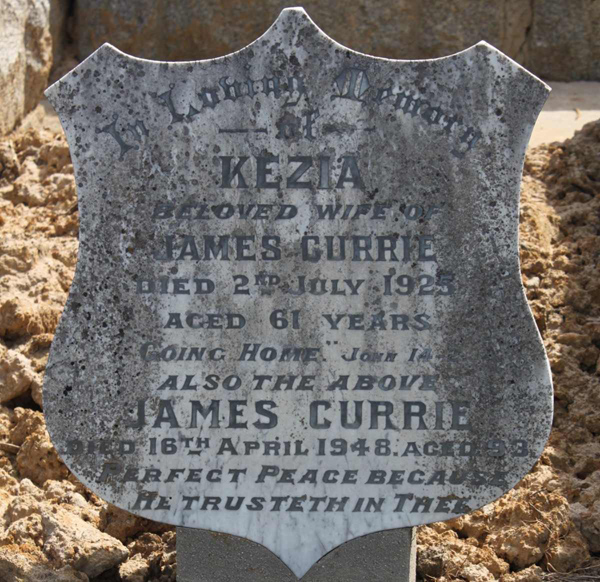 In Loving Memory
of
KEZIA
BELOVED WIFE OF
JAMES CURRIE
DIED 2ND JULY 1925
AGED 61 YEARS
"GOING HOME." JOHN 14.
ALSO THE ABOVE
JAMES CURRIE
DIED 16TH APRIL 1948. AGED 93.
PERFECT PEACE BECAUSE
HE TRUSTETH IN THEE